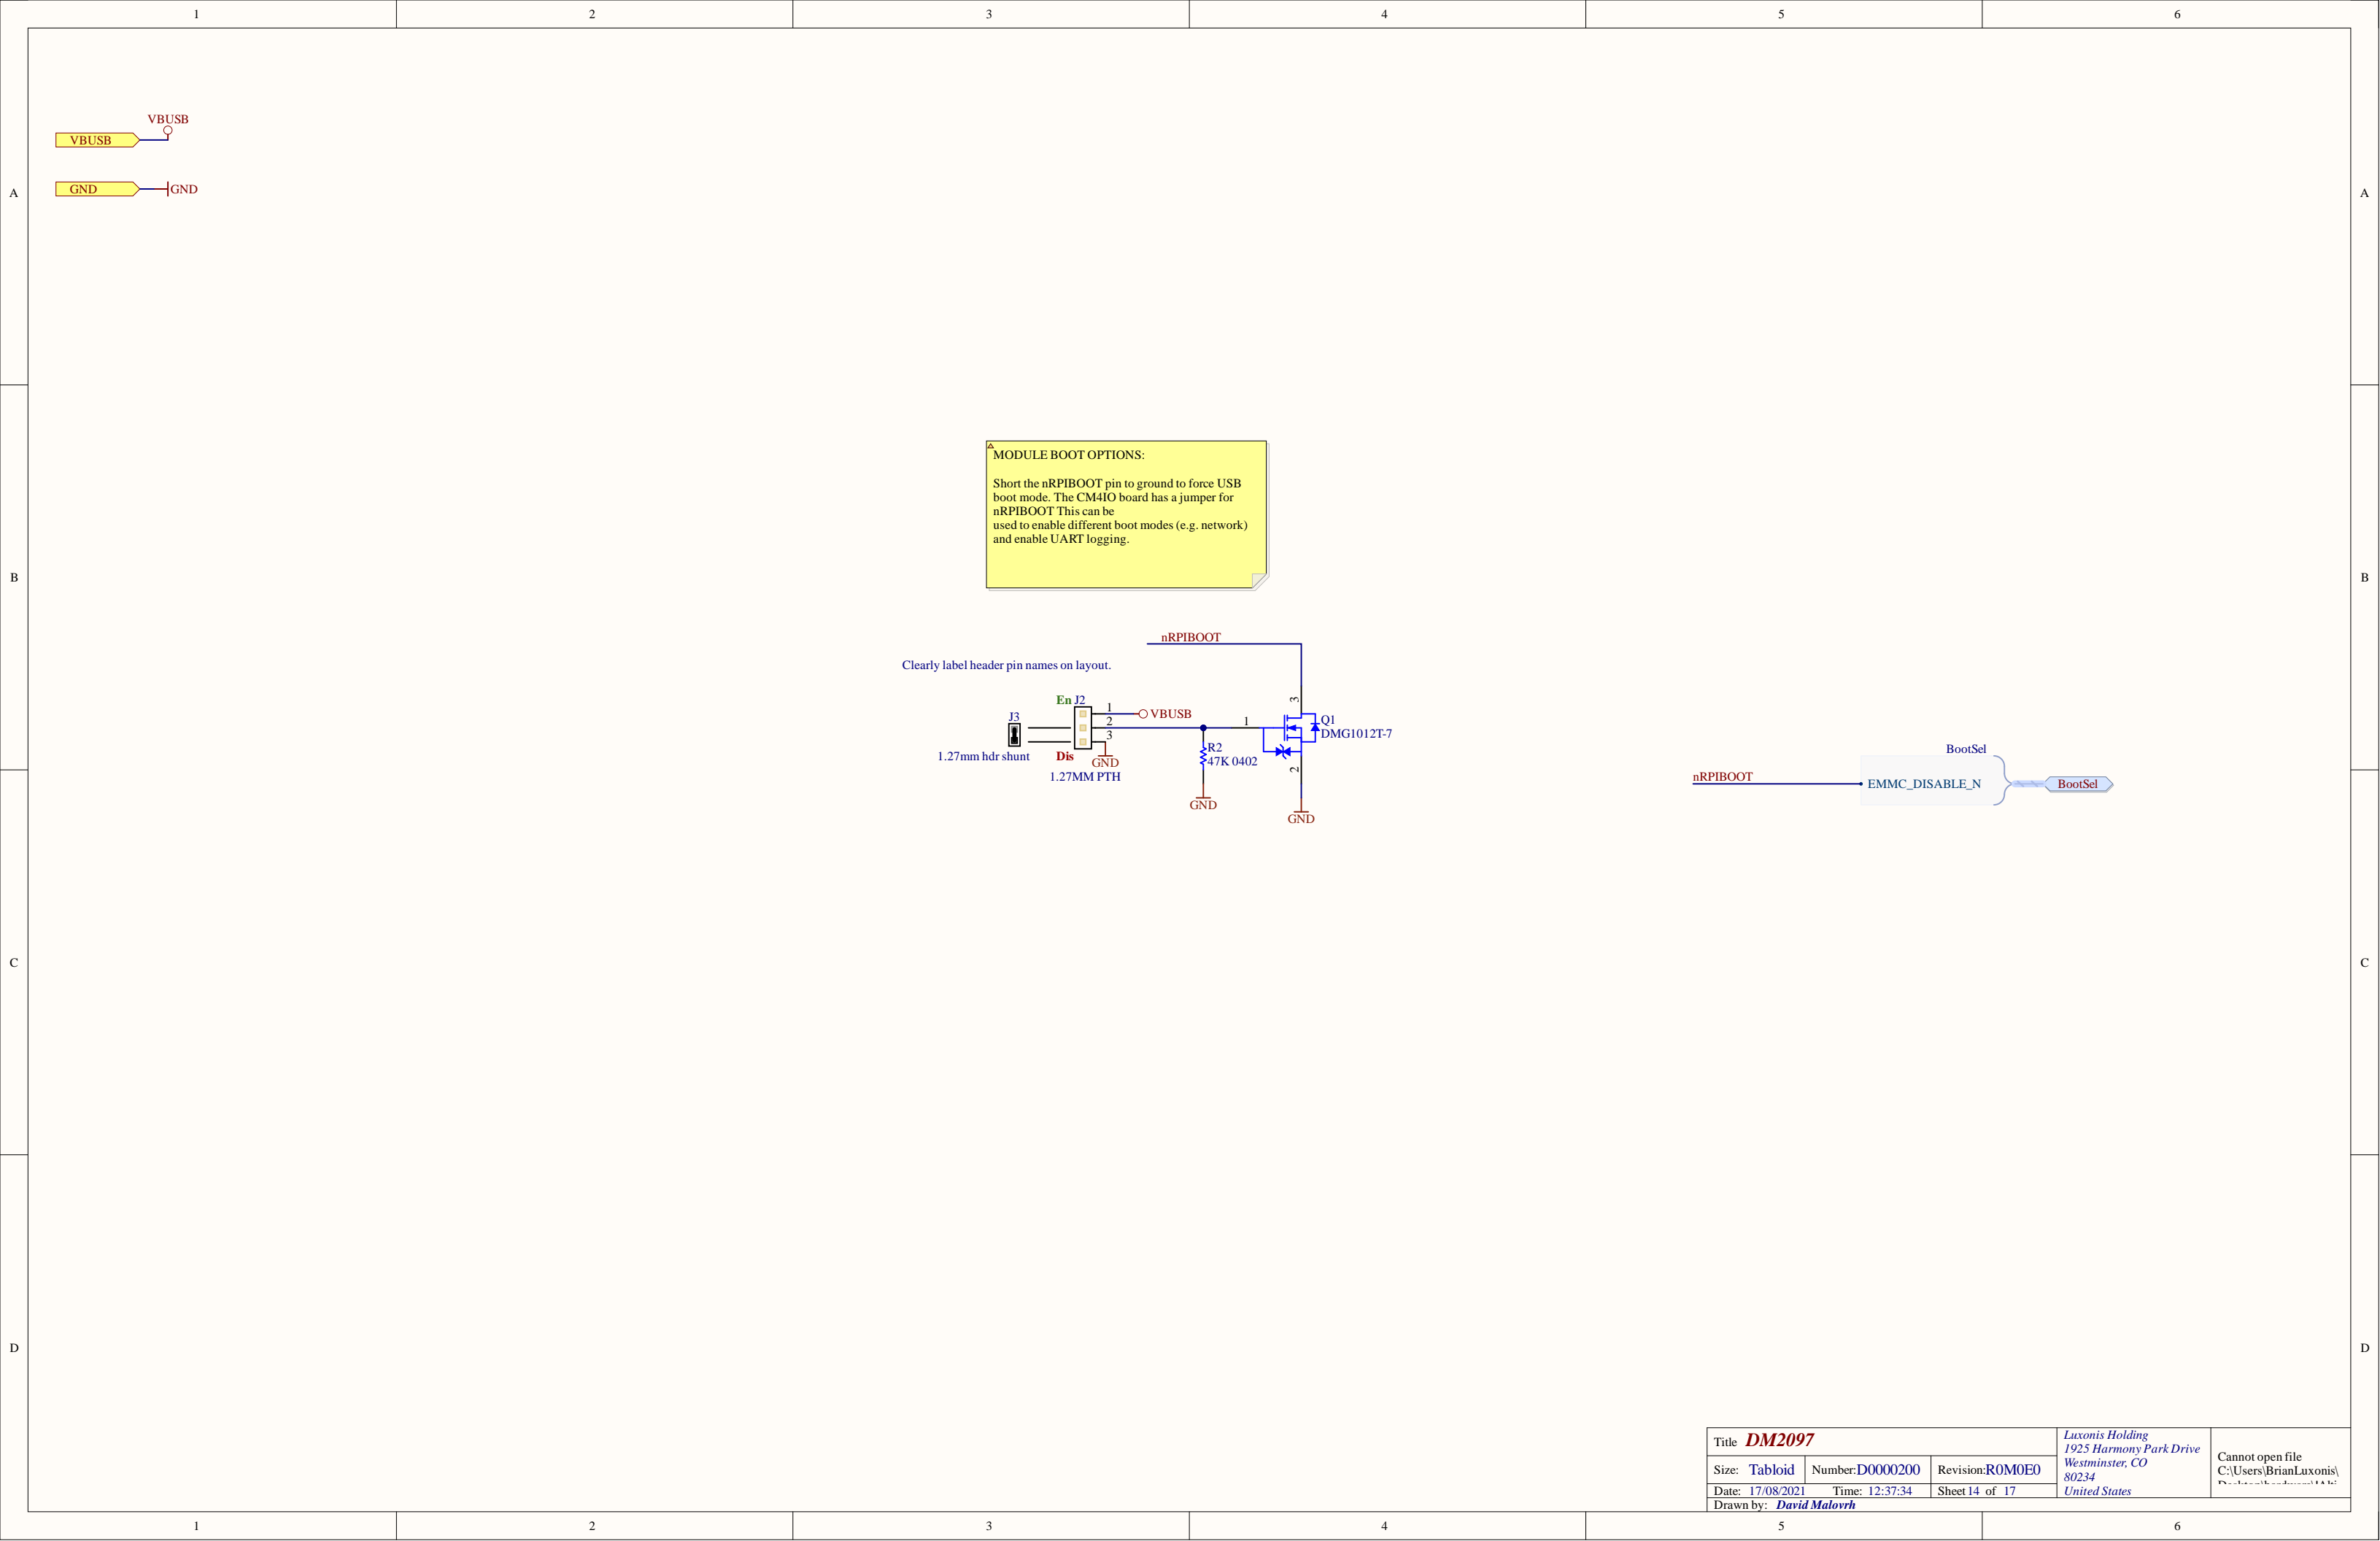 1 2 3 4 5 6
VBUSB
VBUSB
A A
GND GND
MODULE BOOT OPTIONS:
Short the nRPIBOOT pin to ground to force USB
boot mode. The CM4IO board has a jumper for
nRPIBOOT This can be
used to enable different boot modes (e.g. network)
and enable UART logging.
B B
nRPIBOOT
Clearly label header pin names on layout.
En J2
1
VBUSB
2
3
J3
1.27mm hdr shunt
Dis
GND
1.27MM PTH
R2
47K 0402
GND
1
3
2
Q1
DMG1012T-7
GND
BootSel
nRPIBOOT
EMMC_DISABLE_N
BootSel
C C
D D
Title DM2097
Size: Tabloid Number:D0000200 Revision:R0M0E0
Date: 17/08/2021 Time: 12:37:34 Sheet 14 of 17
Drawn by: David Malovrh
Luxonis Holding
1925 Harmony Park Drive
Westminster, CO
80234
United States
Cannot open file
C:\Users\BrianLuxonis\
1 2 3 4 5 6